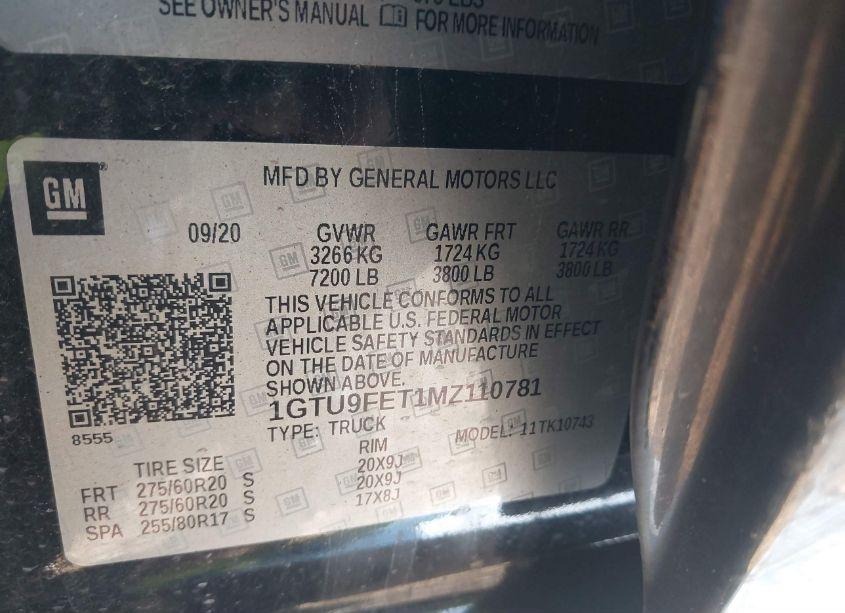 SEE OWNER'S MANUAL FOR MORE INFORMATION
GM
MFD BY GENERAL MOTORS LLC
09/20 GVWR GAWR FRT GAWR RR
3266 KG 1724 KG 1724 KG
7200 LB 3800 LB 3800 LB
THIS VEHICLE CONFORMS TO ALL
APPLICABLE U.S. FEDERAL MOTOR
VEHICLE SAFETY STANDARDS IN EFFECT
ON THE DATE OF MANUFACTURE
SHOWN ABOVE.
1GTU9FET1MZ110781
TYPE: TRUCK MODEL: 11TK10743
8555
TIRE SIZE RIM
FRT 275/60R20 S 20X9J
RR 275/60R20 S 20X9J
SPA 255/80R17 S 17X8J